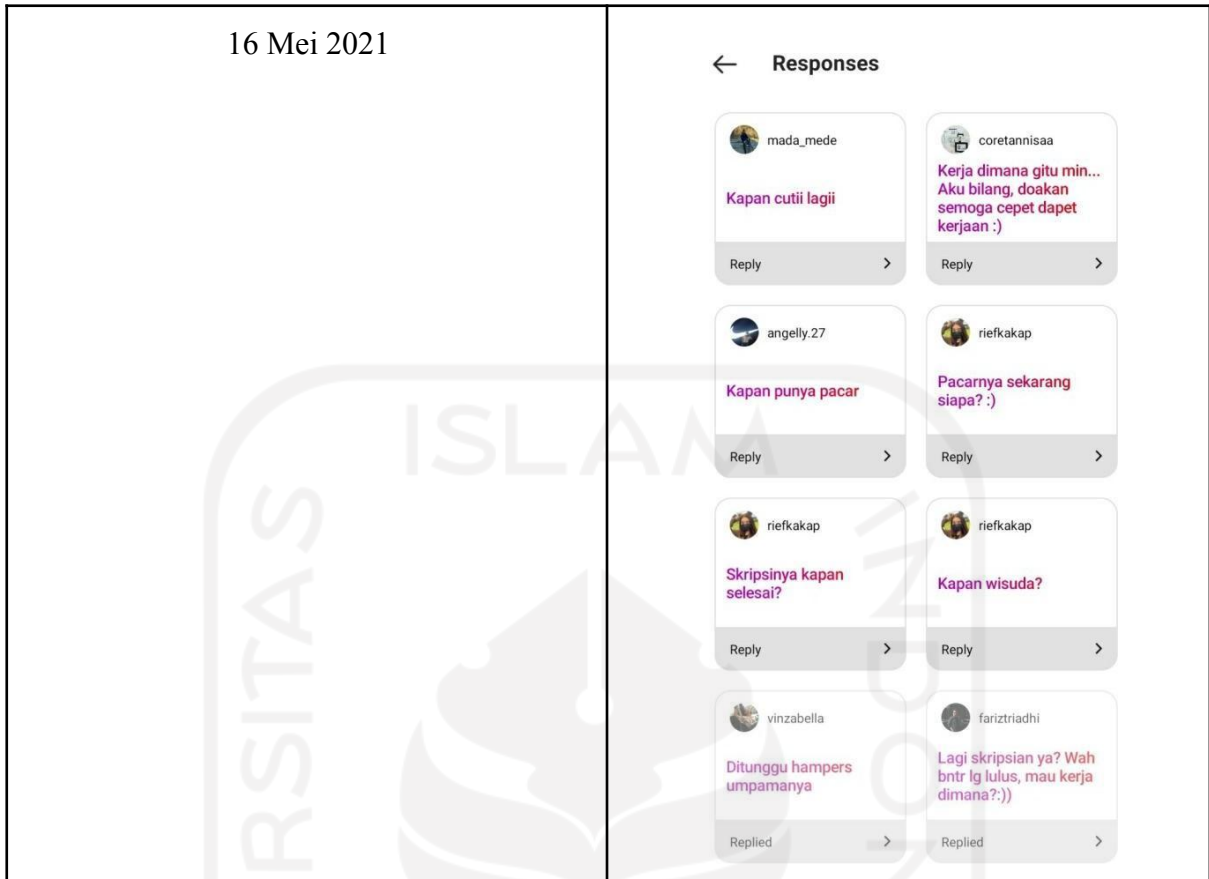 16 Mei 2021
← Responses
mada_mede
Kapan cutii lagii
Reply >
coretannisaa
Kerja dimana gitu min...
Aku bilang, doakan
semoga cepet dapet
kerjaan :)
Reply >
angelly.27
Kapan punya pacar
Reply >
riefkakap
Pacarnya sekarang
siapa? :)
Reply >
riefkakap
Skripsinya kapan
selesai?
Reply >
riefkakap
Kapan wisuda?
Reply >
vinzabella
Ditunggu hampers
umpamanya
Replied >
fariztriadhi
Lagi skripsian ya? Wah
bntr lg lulus, mau kerja
dimana?:))
Replied >
ISLAM
RSITAS
INDON